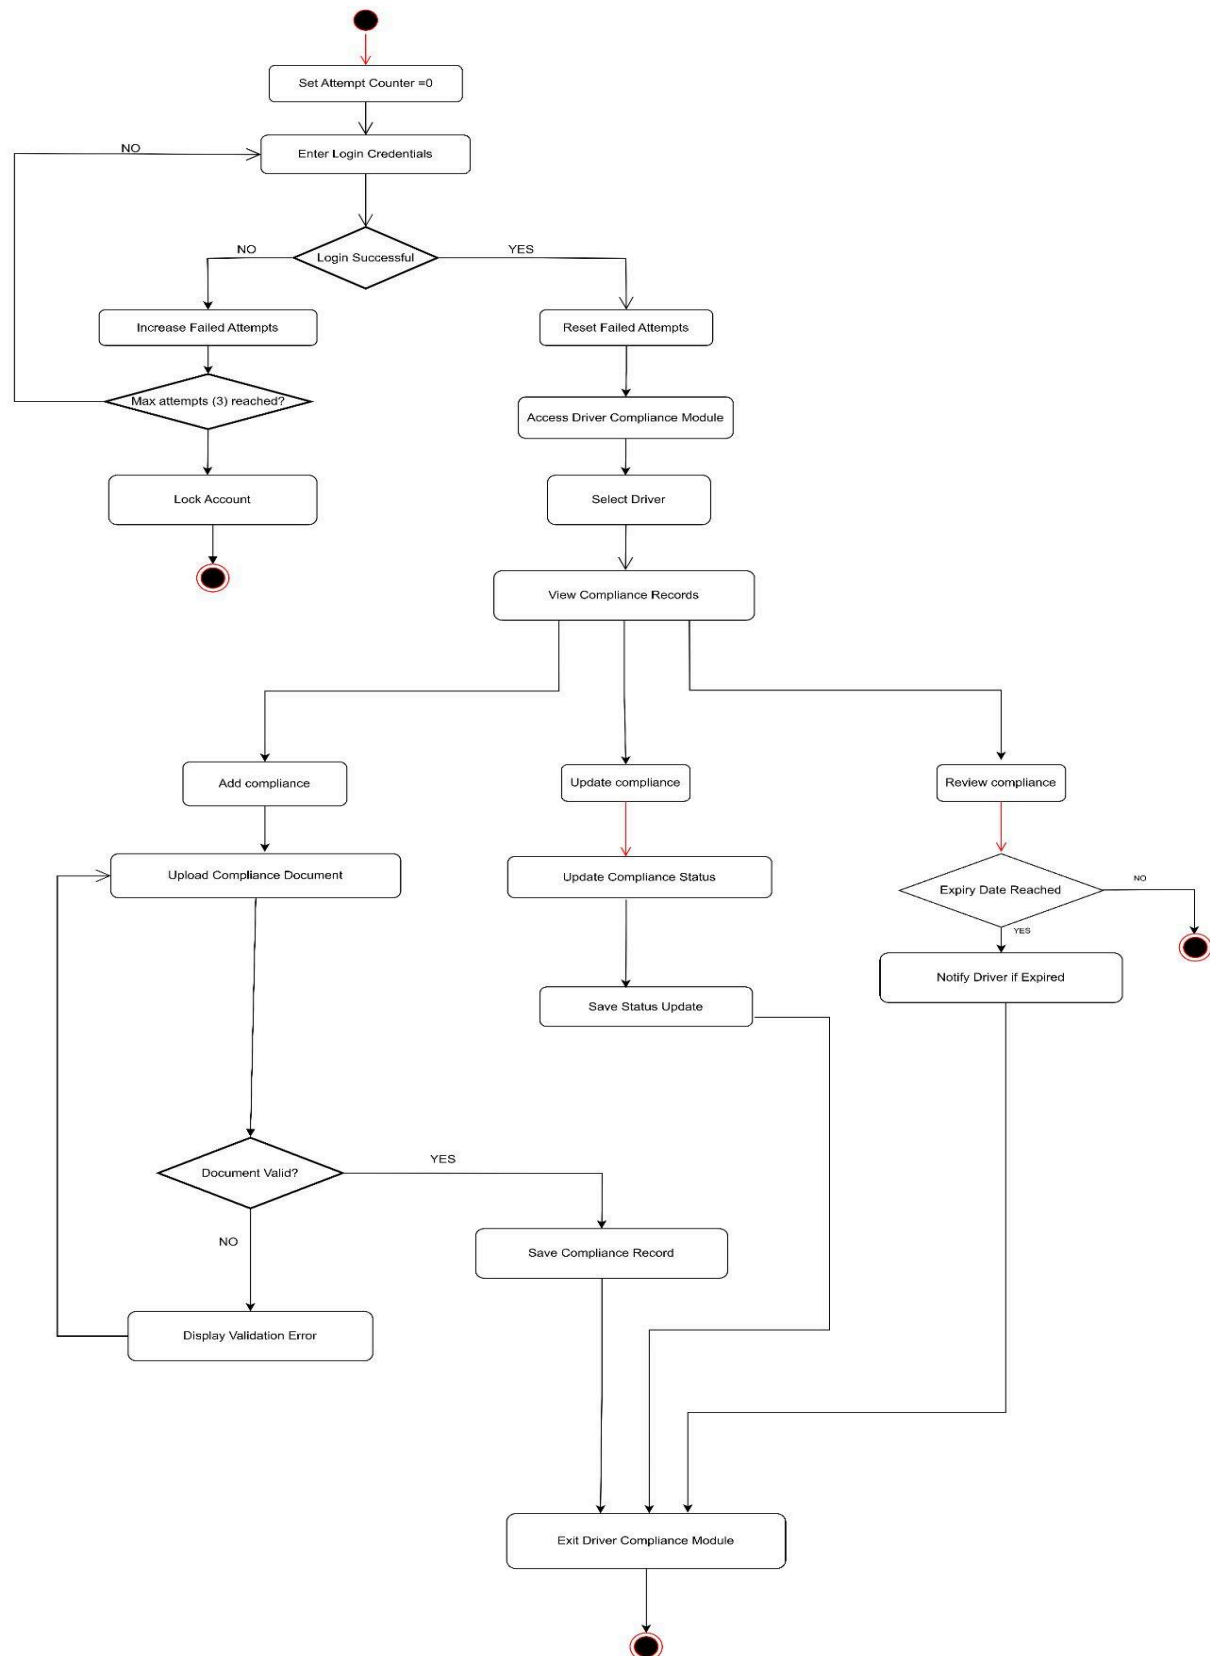 Set Attempt Counter =0
NO
Enter Login Credentials
NO
Login Successful
YES
Increase Failed Attempts
Reset Failed Attempts
Max attempts (3) reached?
Access Driver Compliance Module
Lock Account
Select Driver
View Compliance Records
Add compliance
Update compliance
Review compliance
Upload Compliance Document
Update Compliance Status
Expiry Date Reached
NO
YES
Notify Driver if Expired
Save Status Update
Document Valid?
YES
NO
Save Compliance Record
Display Validation Error
Exit Driver Compliance Module